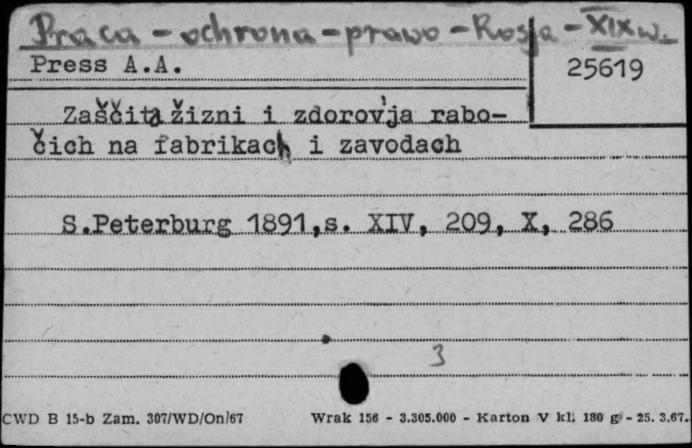 Praca - ochrona - prawo - Rosja - XIX w.
Press A.A.
25619
Zaščita žizni i zdorov'ja rabo-
čich na fabrikach i zavodach
S.Peterburg 1891, s. XIV, 209, X, 286
3
CWD B 15-b Zam. 307/WD/On/67 Wrak 156 - 3.305.000 - Karton V kl. 180 g - 25. 3.67.